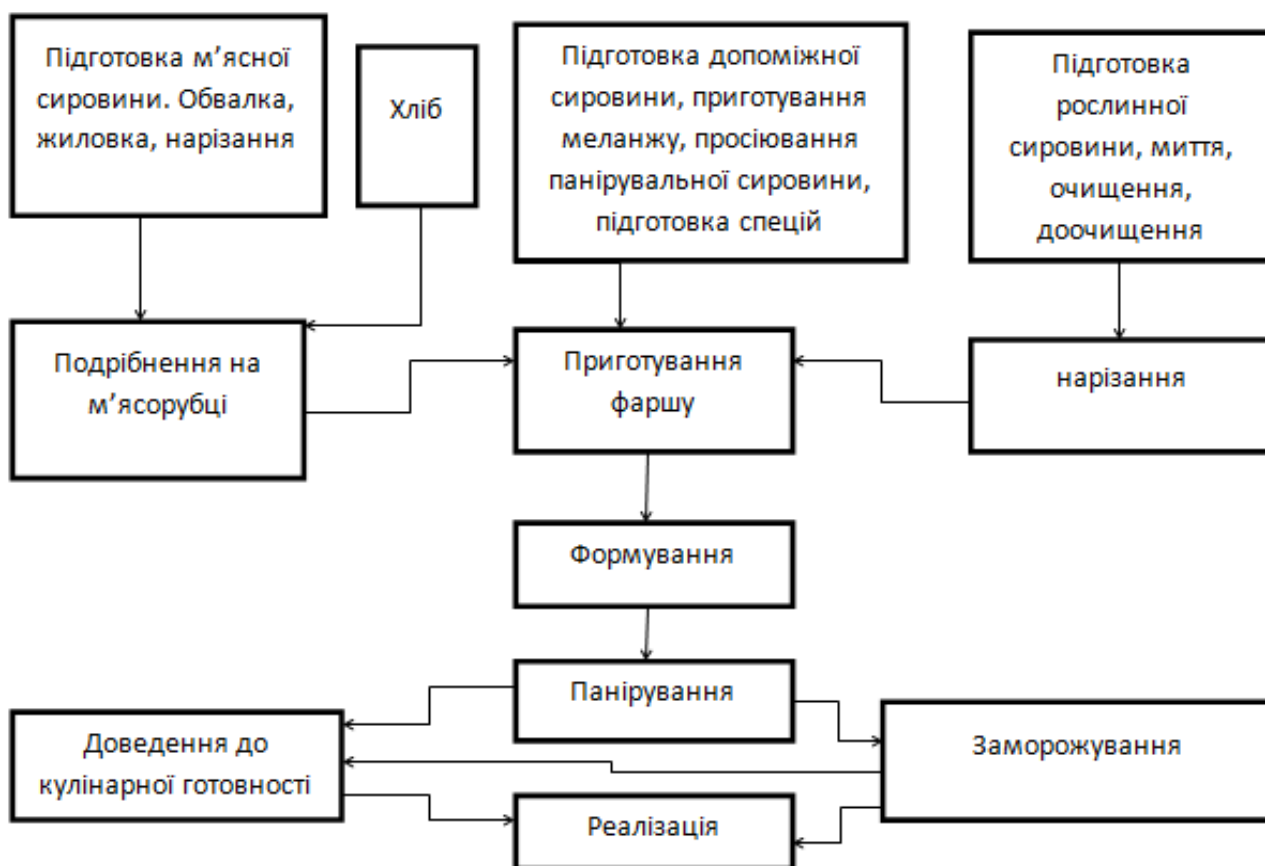 Підготовка м’ясної
сировини. Обвалка,
жиловка, нарізання
Хліб
Підготовка допоміжної
сировини, приготування
меланжу, просіювання
панірувальної сировини,
підготовка спецій
Підготовка
рослинної
сировини, миття,
очищення,
доочищення
Подрібнення на
м’ясорубці
Приготування
фаршу
нарізання
Формування
Панірування
Доведення до
кулінарної готовності
Заморожування
Реалізація